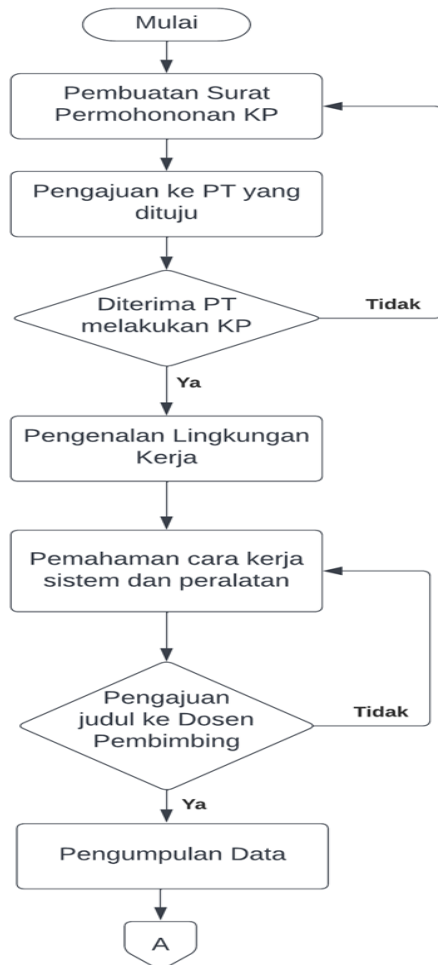 Mulai
Pembuatan Surat
Permohononan KP
Pengajuan ke PT yang
dituju
Diterima PT
melakukan KP
Tidak
Ya
Pengenalan Lingkungan
Kerja
Pemahaman cara kerja
sistem dan peralatan
Pengajuan
judul ke Dosen
Pembimbing
Tidak
Ya
Pengumpulan Data
A